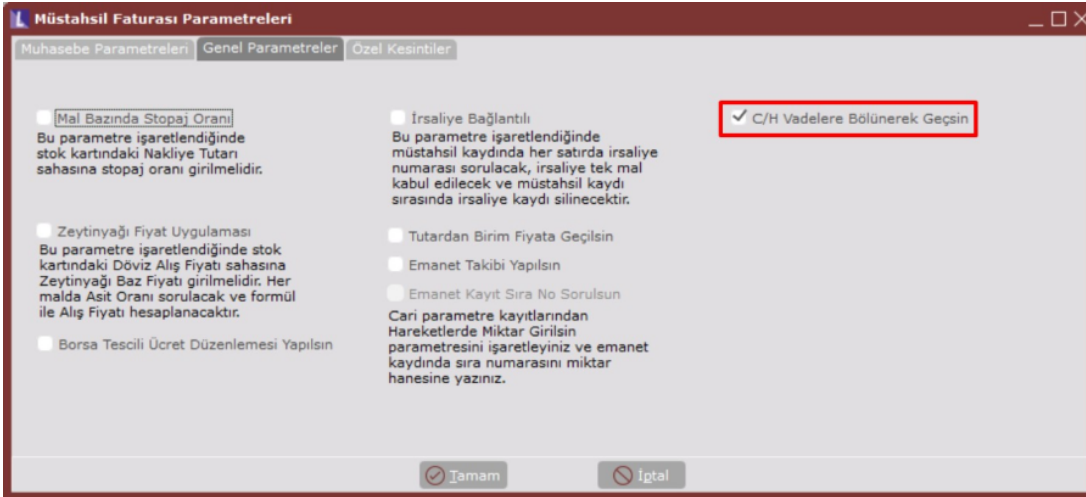 Müstahsil Faturası Parametreleri
Muhasebe Parametreleri Genel Parametreler Özel Kesintiler
Mal Bazında Stopaj Oranı
Bu parametre işaretlendiğinde
stok kartındaki Nakliye Tutarı
sahasına stopaj oranı girilmelidir.
Zeytinyağı Fiyat Uygulaması
Bu parametre işaretlendiğinde stok
kartındaki Döviz Alış Fiyatı sahasına
Zeytinyağı Baz Fiyatı girilmelidir. Her
malda Asit Oranı sorulacak ve formül
ile Alış Fiyatı hesaplanacaktır.
Borsa Tescili Ücret Düzenlemesi Yapılsın
İrsaliye Bağlantılı
Bu parametre işaretlendiğinde
müstahsil kaydında her satırda irsaliye
numarası sorulacak, irsaliye tek mal
kabul edilecek ve müstahsil kaydı
sırasında irsaliye kaydı silinecektir.
Tutardan Birim Fiyata Geçilsin
Emanet Takibi Yapılsın
Emanet Kayıt Sıra No Sorulsun
Cari parametre kayıtlarından
Hareketlerde Miktar Girilsin
parametresini işaretleyiniz ve emanet
kaydında sıra numarasını miktar
hanesine yazınız.
C/H Vadelere Bölünerek Geçsin
Tamam
İptal